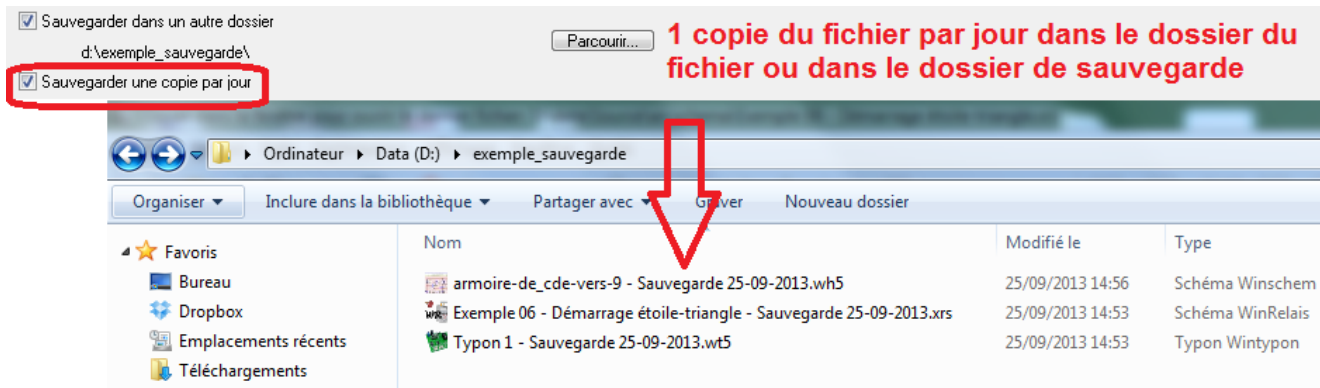 Sauvegarder dans un autre dossier
d:\exemple_sauvegarde\
Parcourir...
Sauvegarder une copie par jour
1 copie du fichier par jour dans le dossier du
fichier ou dans le dossier de sauvegarde
Ordinateur Data (D:) exemple_sauvegarde
Organiser Inclure dans la bibliothèque Partager avec Graver Nouveau dossier
Favoris
Bureau
Dropbox
Emplacements récents
Téléchargements
Nom Modifié le Type
armoire-de_cde-vers-9 - Sauvegarde 25-09-2013.wh5 25/09/2013 14:56 Schéma Winschem
Exemple 06 - Démarrage étoile-triangle - Sauvegarde 25-09-2013.xrs 25/09/2013 14:53 Schéma WinRelais
Typon 1 - Sauvegarde 25-09-2013.wt5 25/09/2013 14:53 Typon Wintypon